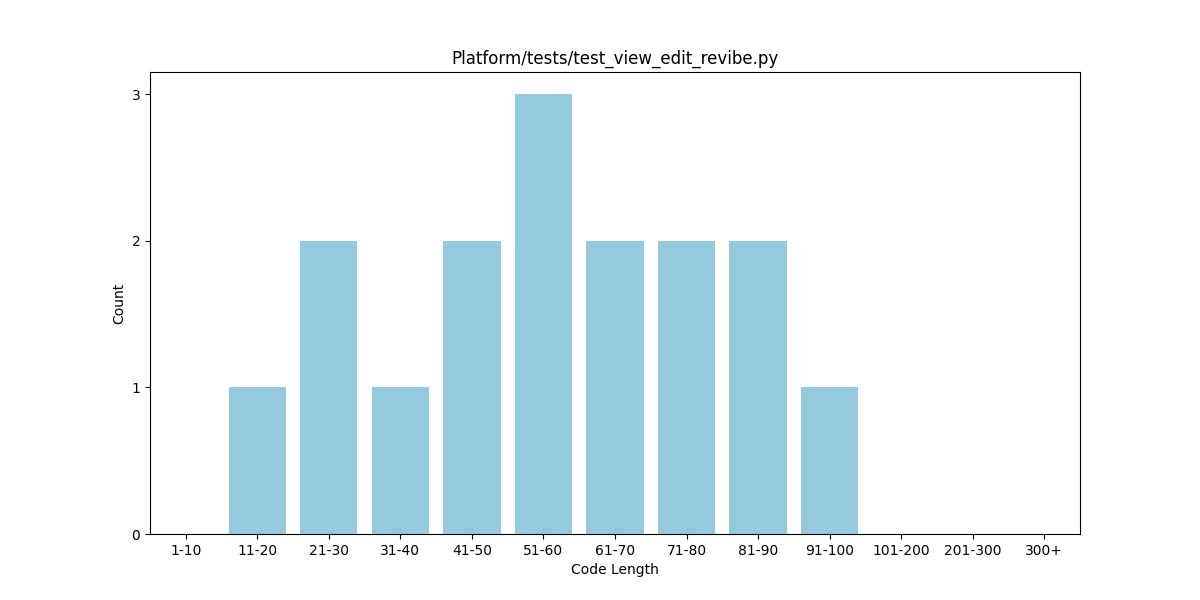 Platform/tests/test_view_edit_revibe.py
3
2
1
0
Count
1-10 11-20 21-30 31-40 41-50 51-60 61-70 71-80 81-90 91-100 101-200 201-300 300+
Code Length